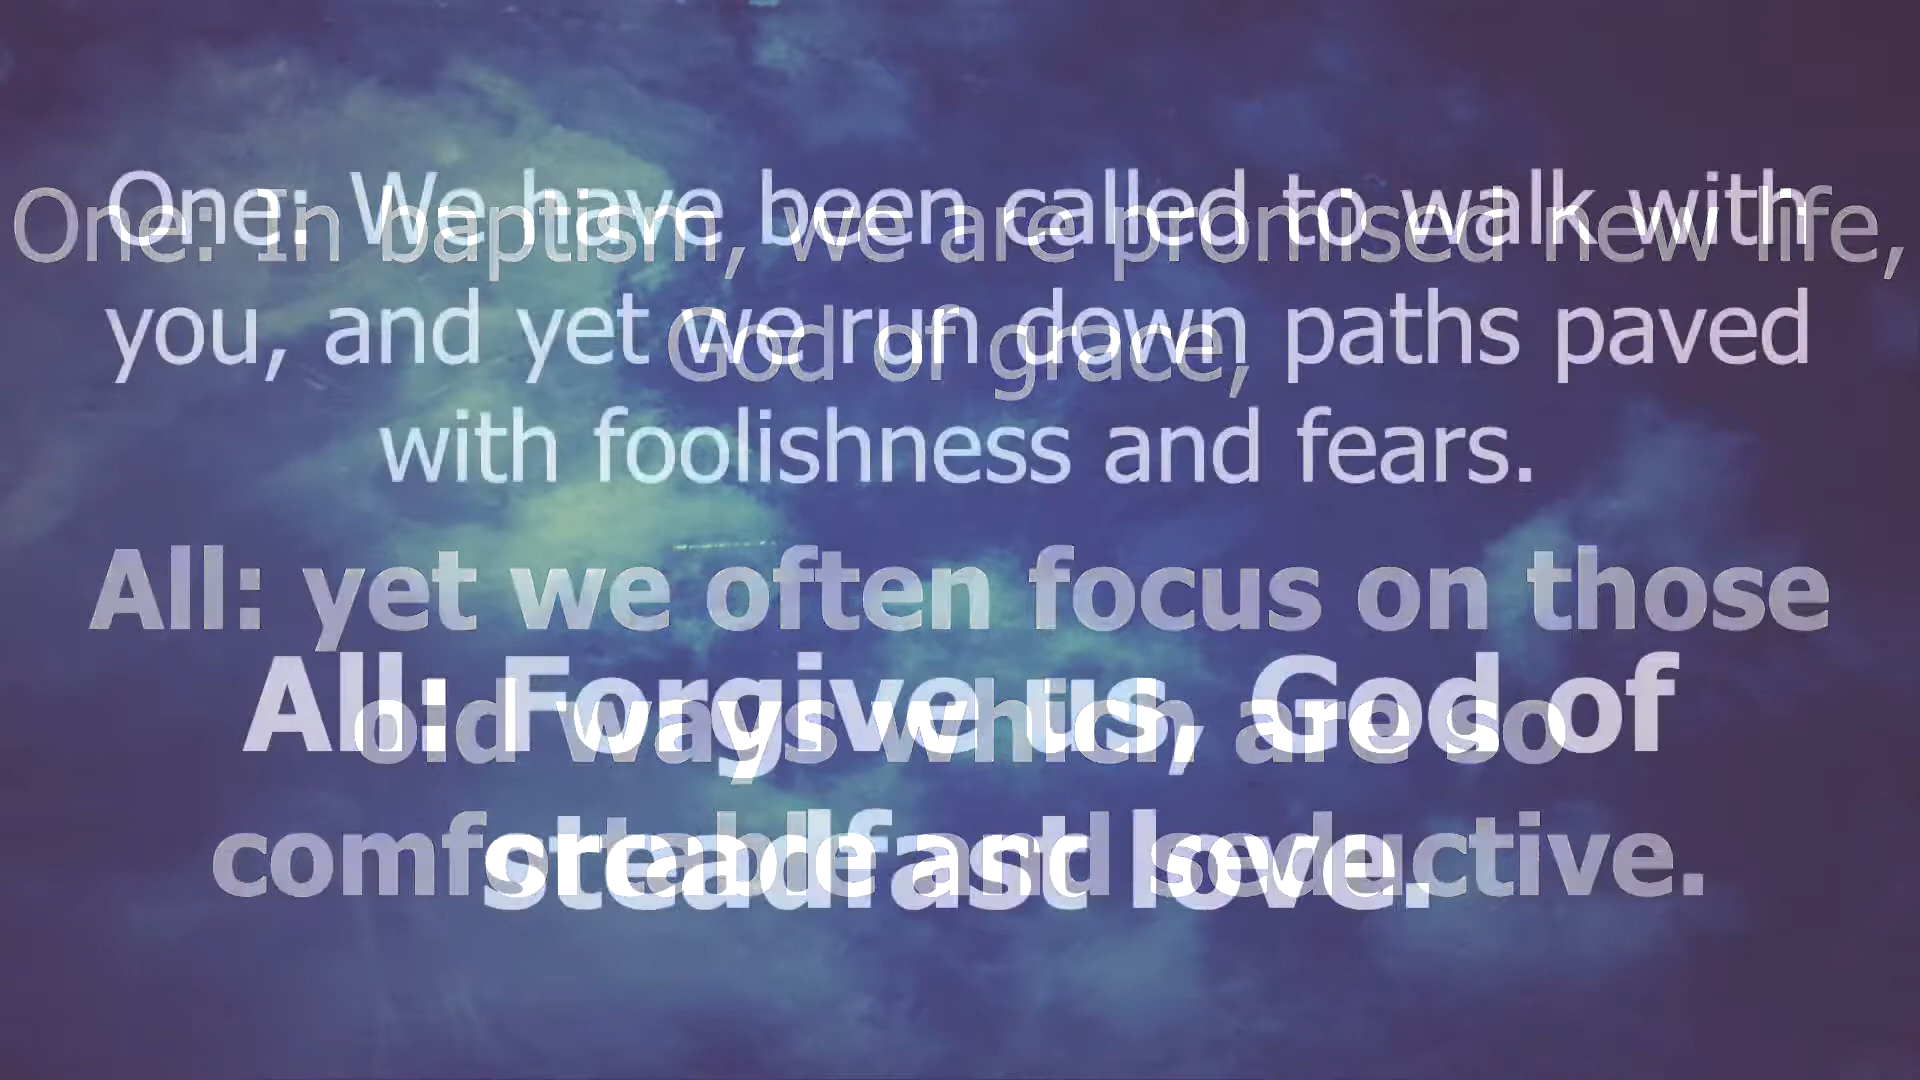 One: We have been called to walk with
you, and yet we run down paths paved
with foolishness and fears.
All: Forgive us, God of
steadfast love.
One: In baptism, we are promised new life,
God of grace,
All: yet we often focus on those
old ways which are so
comfortable and seductive.